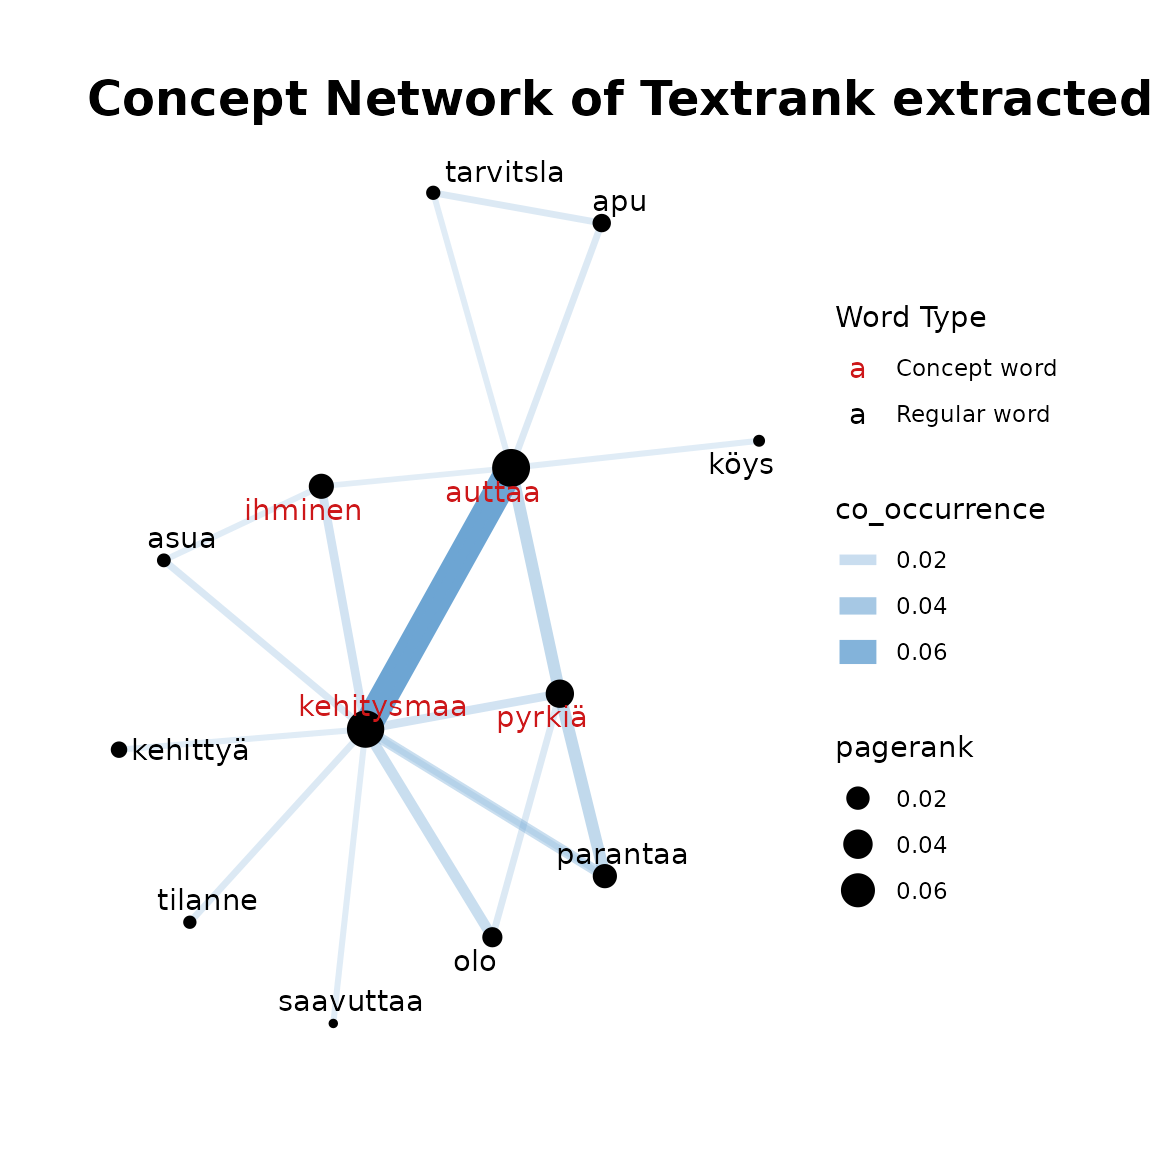 Concept Network of Textrank extracted
tarvitsla
apu
köys
auttaa
ihminen
asua
kehitysmaa
pyrkiä
kehittyä
parantaa
tilanne
olo
saavuttaa
Word Type
a Concept word
a Regular word
co_occurrence
0.02
0.04
0.06
pagerank
0.02
0.04
0.06